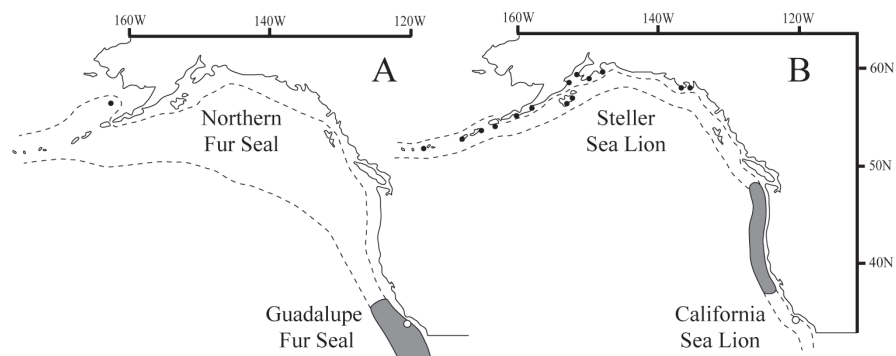 160W 140W 120W
160W 140W 120W
A
B
60N
Northern
Fur Seal
Steller
Sea Lion
50N
40N
Guadalupe
Fur Seal
California
Sea Lion